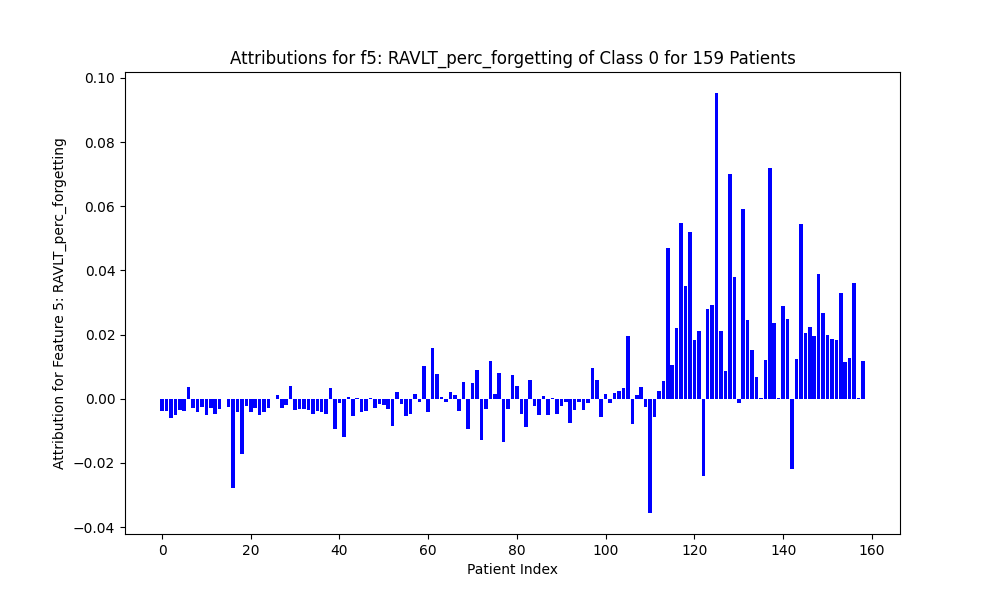 Attributions for f5: RAVLT_perc_forgetting of Class 0 for 159 Patients
Attribution for Feature 5: RAVLT_perc_forgetting
0.10
0.08
0.06
0.04
0.02
0.00
−0.02
−0.04
0 20 40 60 80 100 120 140 160
Patient Index